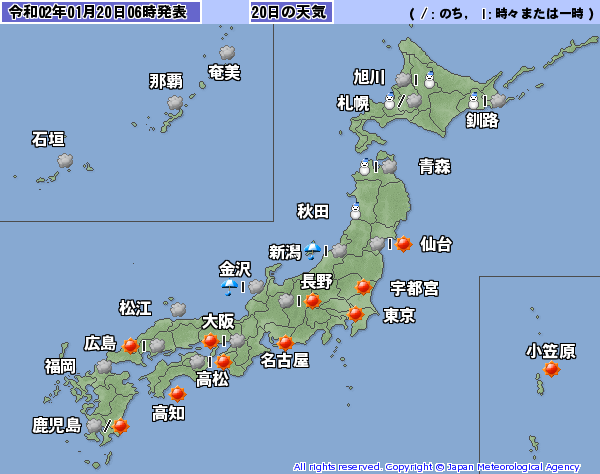 令和02年01月20日06時発表
20日の天気
( / : のち， | : 時々または一時 )
奄美
那覇
石垣
旭川
札幌
釧路
青森
秋田
仙台
新潟
金沢
長野
宇都宮
松江
大阪
東京
広島
名古屋
小笠原
福岡
高松
高知
鹿児島
All rights reserved. Copyright © Japan Meteorological Agency